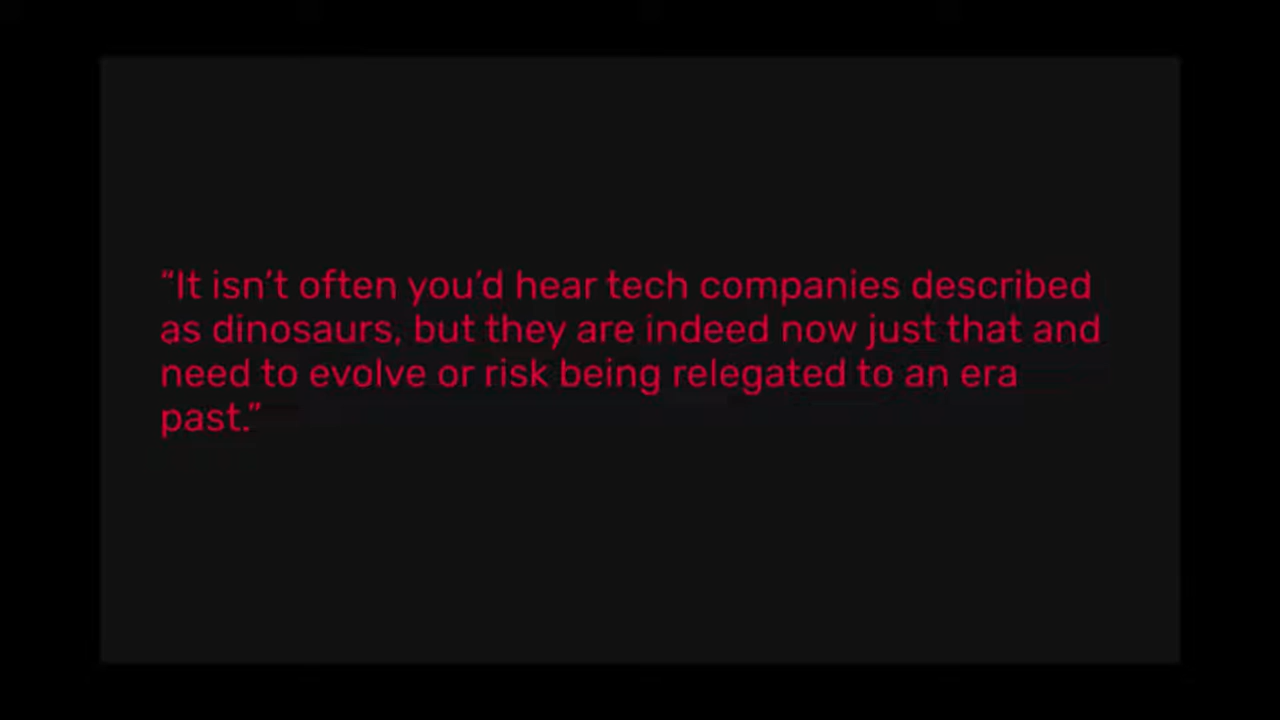 “It isn’t often you’d hear tech companies described
as dinosaurs, but they are indeed now just that and
need to evolve or risk being relegated to an era
past.”